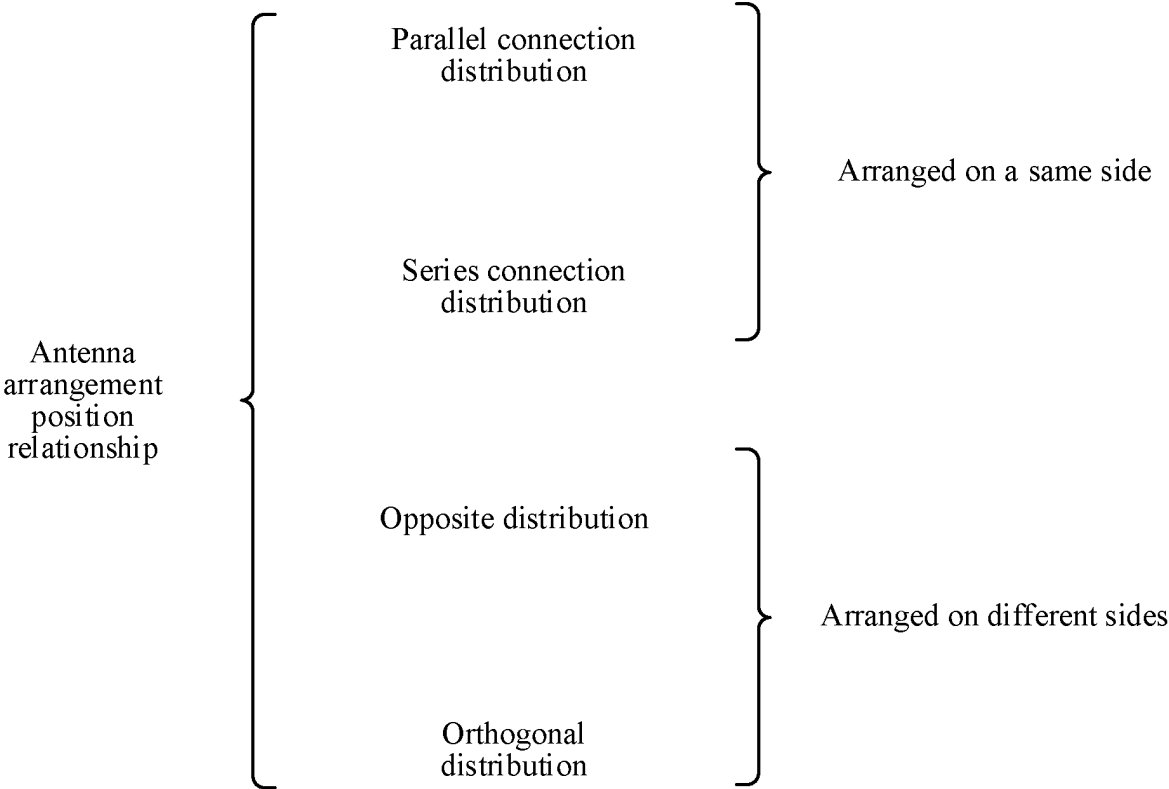 Antenna
arrangement
position
relationship
Parallel connection
distribution
Series connection
distribution
Arranged on a same side
Opposite distribution
Orthogonal
distribution
Arranged on different sides